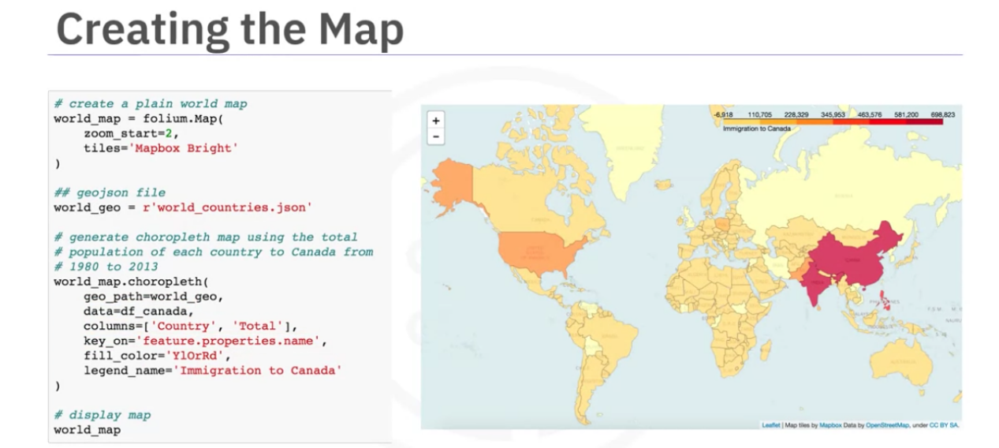 Creating the Map
# create a plain world map
world_map = folium.Map(
zoom_start=2,
tiles='Mapbox Bright'
)
## geojson file
world_geo = r'world_countries.json'
# generate choropleth map using the total
# population of each country to Canada from
# 1980 to 2013
world_map.choropleth(
geo_path=world_geo,
data=df_canada,
columns=['Country', 'Total'],
key_on='feature.properties.name',
fill_color='YlOrRd',
legend_name='Immigration to Canada'
)
# display map
world_map
+
-6,918 110,705 228,329 345,953 463,576 581,200 698,823
Immigration to Canada
−
CANADA
PHILIPPINES
AUSTRALIA
Leaflet | Map tiles by Mapbox Data by OpenStreetMap, under CC BY SA.